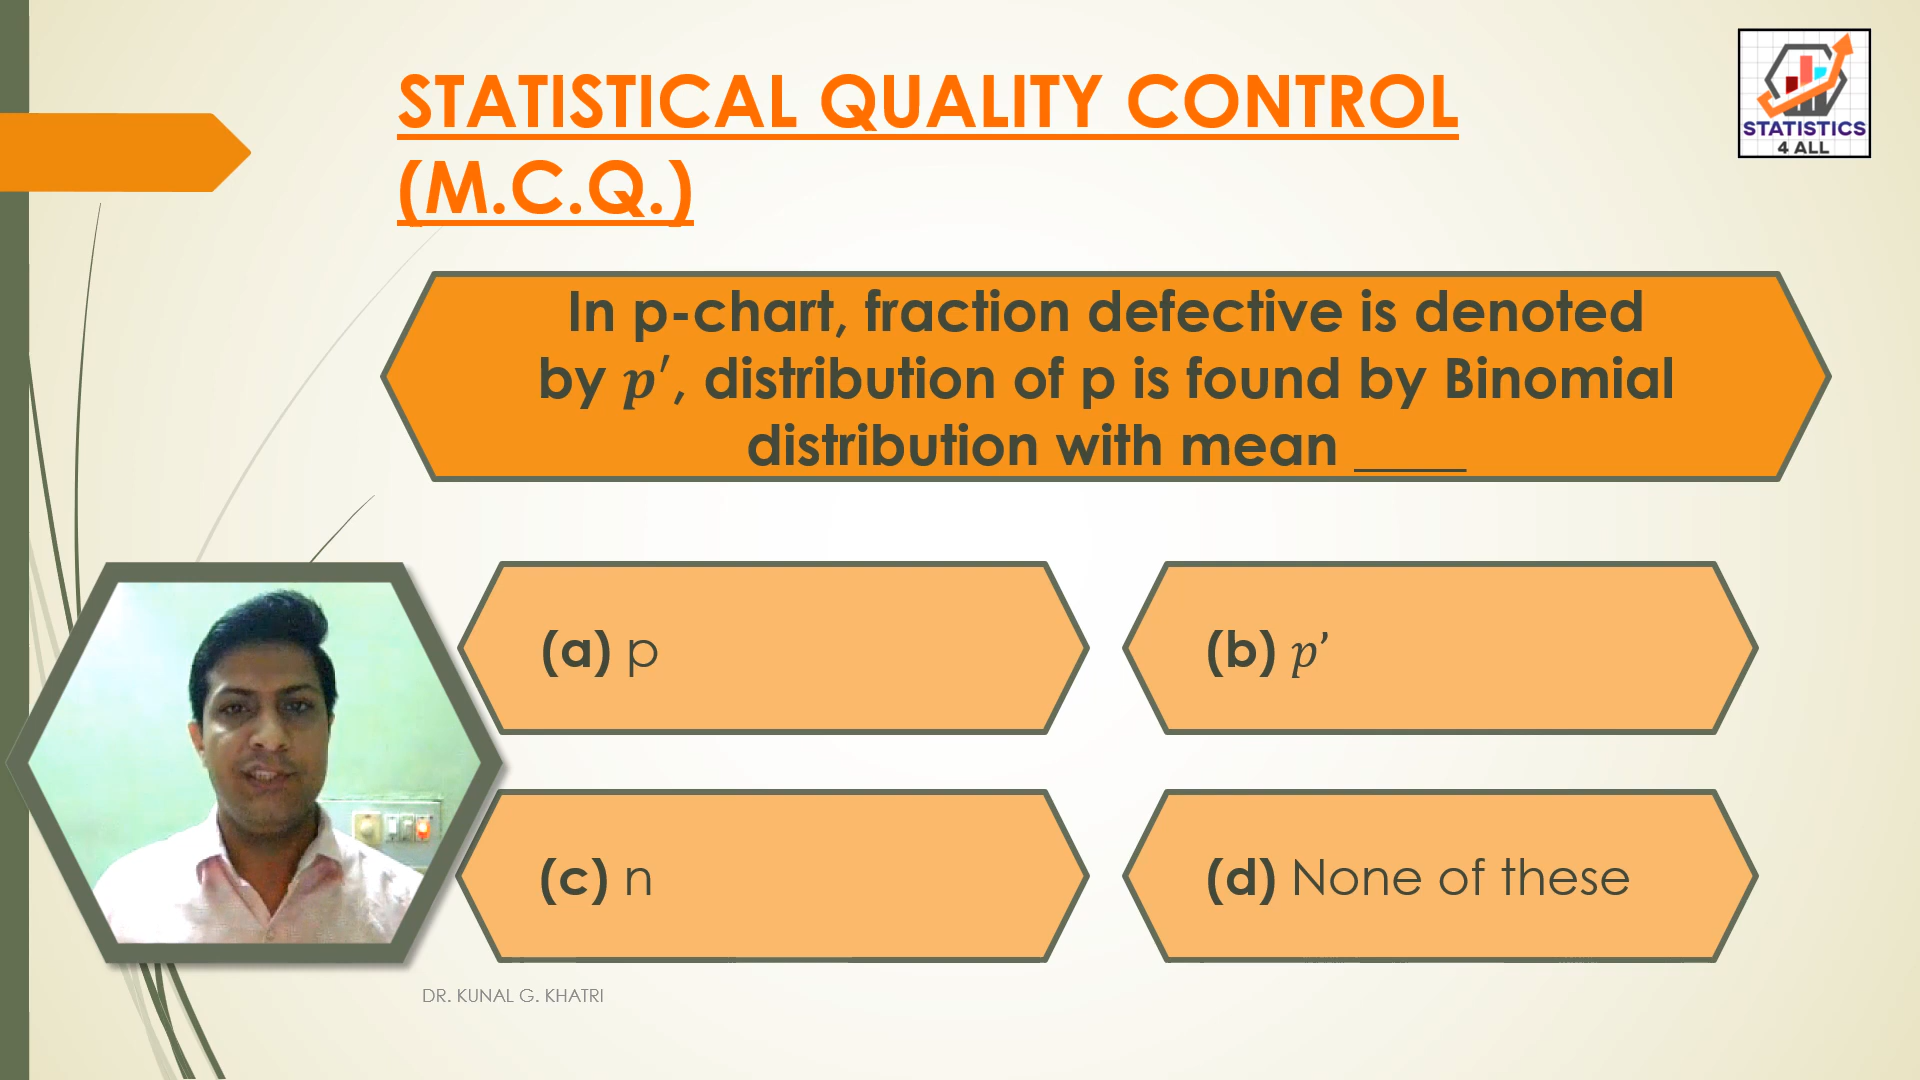 STATISTICAL QUALITY CONTROL
(M.C.Q.)
STATISTICS
4 ALL
In p-chart, fraction defective is denoted
by p′, distribution of p is found by Binomial
distribution with mean ____
(a) p
(b) p’
(c) n
(d) None of these
DR. KUNAL G. KHATRI